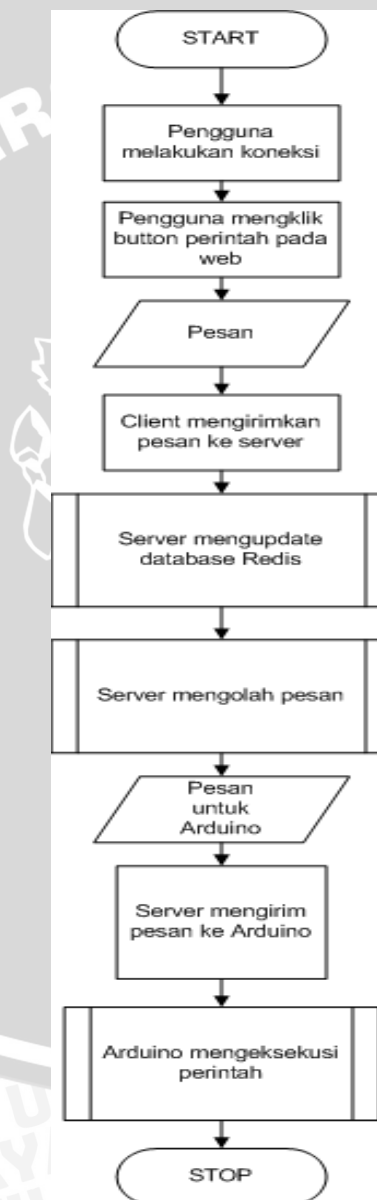 START
Pengguna
melakukan koneksi
Pengguna mengklik
button perintah pada
web
Pesan
Client mengirimkan
pesan ke server
Server mengupdate
database Redis
Server mengolah pesan
Pesan
untuk
Arduino
Server mengirim
pesan ke Arduino
Arduino mengeksekusi
perintah
STOP